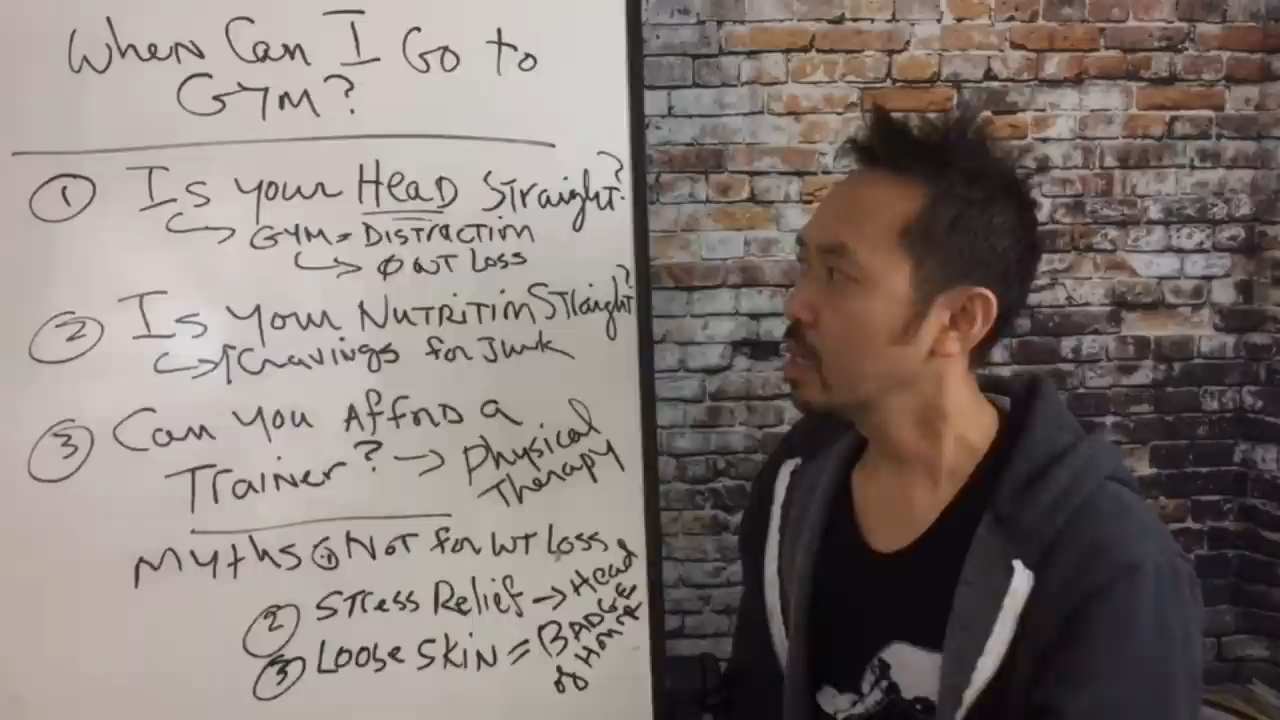 When Can I Go to
GYM?
① Is your Head Straight?
↳ GYM = Distraction
↳ Ø WT Loss
② Is your Nutrition Straight?
↳ ↑Cravings for Junk
③ Can you Afford a
Trainer? → Physical
Therapy
Myths ① Not for WT Loss
② Stress Relief → Head
③ Loose Skin = BADGE
of Honor